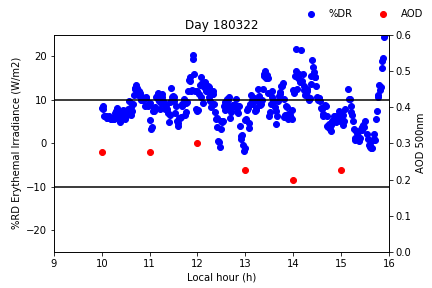 %DR AOD
Day 180322
%RD Erythemal Irradiance (W/m2)
20
10
0
−10
−20
0.6
0.5
0.4
0.3
0.2
0.1
0.0
AOD 500nm
9 10 11 12 13 14 15 16
Local hour (h)